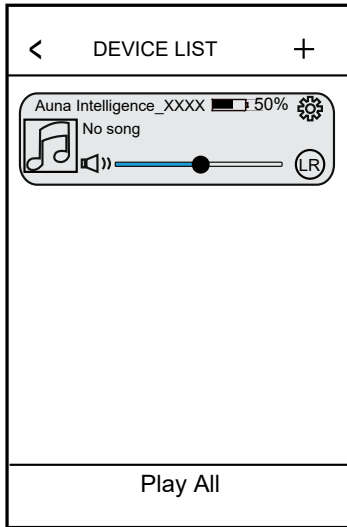 < DEVICE LIST +
Auna Intelligence_XXXX 50%
No song
LR
Play All